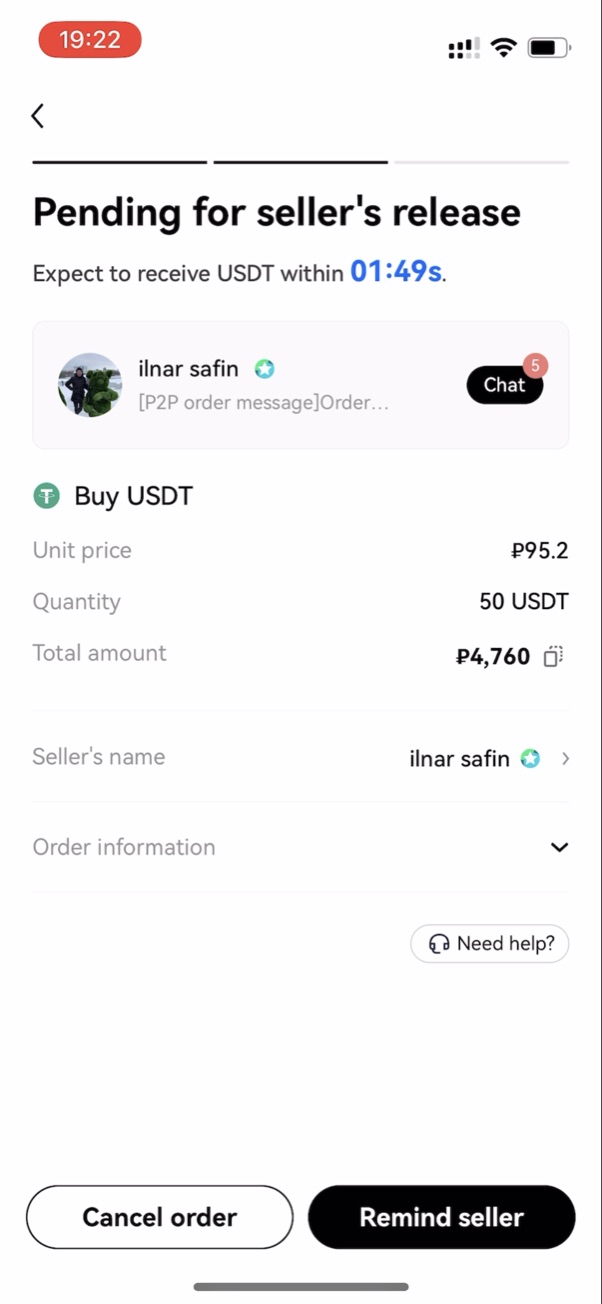 19:22
Pending for seller's release
Expect to receive USDT within 01:49s.
ilnar safin
[P2P order message]Order...
5
Chat
Buy USDT
Unit price
₽95.2
Quantity
50 USDT
Total amount
₽4,760
Seller's name
ilnar safin
Order information
Need help?
Cancel order
Remind seller